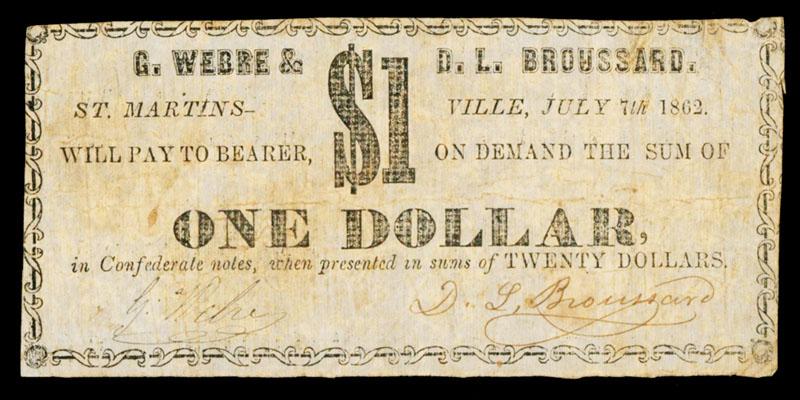 G. WEBRE & $1 D. L. BROUSSARD.
ST. MARTINS- VILLE, JULY 7th 1862.
WILL PAY TO BEARER, ON DEMAND THE SUM OF
ONE DOLLAR,
in Confederate notes, when presented in sums of TWENTY DOLLARS.
G. Webre D. L. Broussard